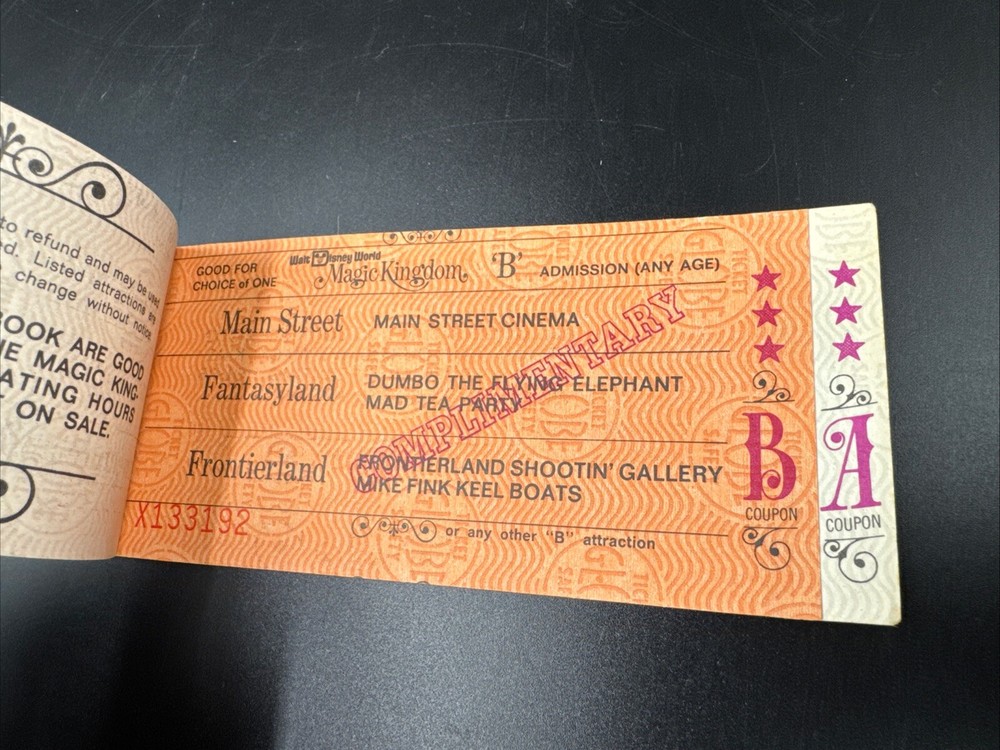 to refund and may be used
ed. Listed attractions are
change without notice
BOOK ARE GOOD
THE MAGIC KING-
ATING HOURS
ON SALE.
GOOD FOR
CHOICE of ONE
Walt Disney World
Magic Kingdom
'B'
ADMISSION (ANY AGE)
Main Street
MAIN STREET CINEMA
Fantasyland
DUMBO THE FLYING ELEPHANT
MAD TEA PARTY
Frontierland
FRONTIERLAND SHOOTIN' GALLERY
MIKE FINK KEEL BOATS
COMPLIMENTARY
X133192
or any other "B" attraction
B
COUPON
A
COUPON